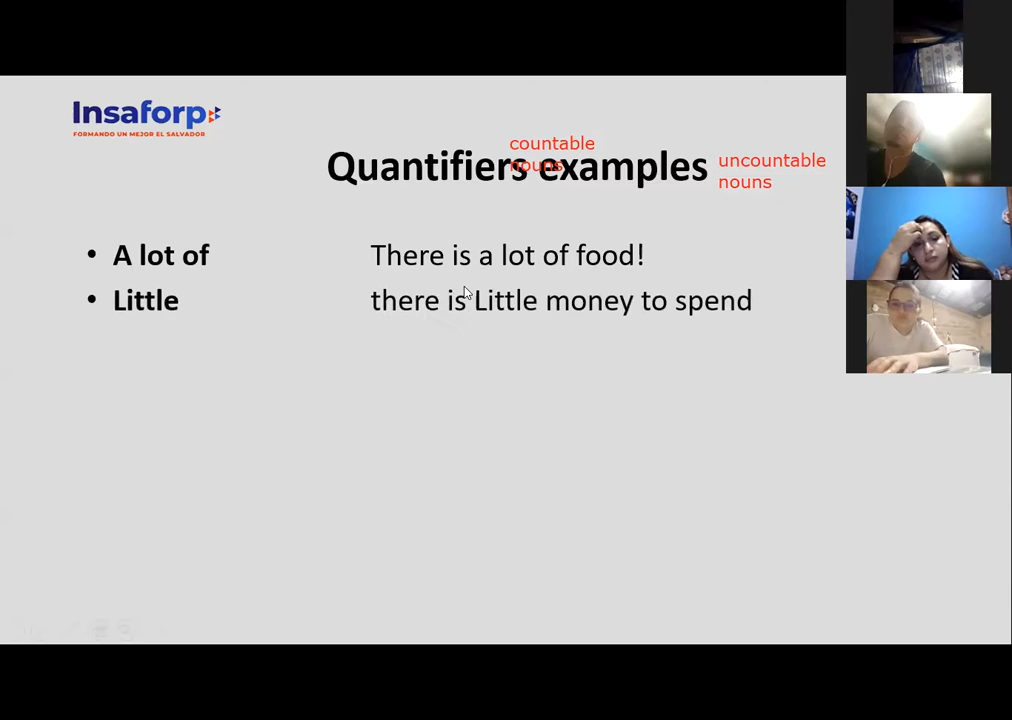 Insaforp
FORMANDO UN MEJOR EL SALVADOR
countable
nouns
Quantifiers examples
uncountable
nouns
• A lot of
There is a lot of food!
• Little
there is Little money to spend